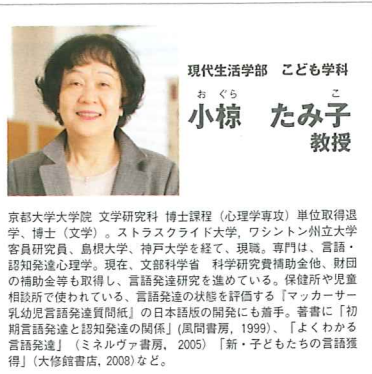 現代生活学部 こども学科
お ぐら こ
小椋 たみ子
教授
京都大学大学院 文学研究科 博士課程（心理学専攻）単位取得退
学、博士（文学）。ストラスクライド大学，ワシントン州立大学
客員研究員、島根大学、神戸大学を経て、現職。専門は、言語・
認知発達心理学。現在、文部科学省 科学研究費補助金他、財団
の補助金等も取得し、言語発達研究を進めている。保健所や児童
相談所で使われている、言語発達の状態を評価する『マッカーサー
乳幼児言語発達質問紙』の日本語版の開発にも着手。著書に「初
期言語発達と認知発達の関係」(風間書房，1999)、「よくわかる
言語発達」（ミネルヴァ書房， 2005）「新・子どもたちの言語獲
得」（大修館書店，2008)など。